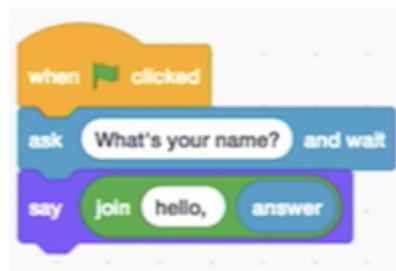 when clicked
ask What's your name? and wait
say join hello, answer